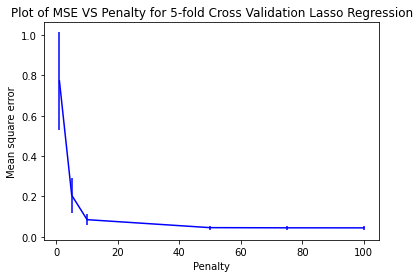 Plot of MSE VS Penalty for 5-fold Cross Validation Lasso Regression
1.0
0.8
0.6
0.4
0.2
0.0
Mean square error
0 20 40 60 80 100
Penalty